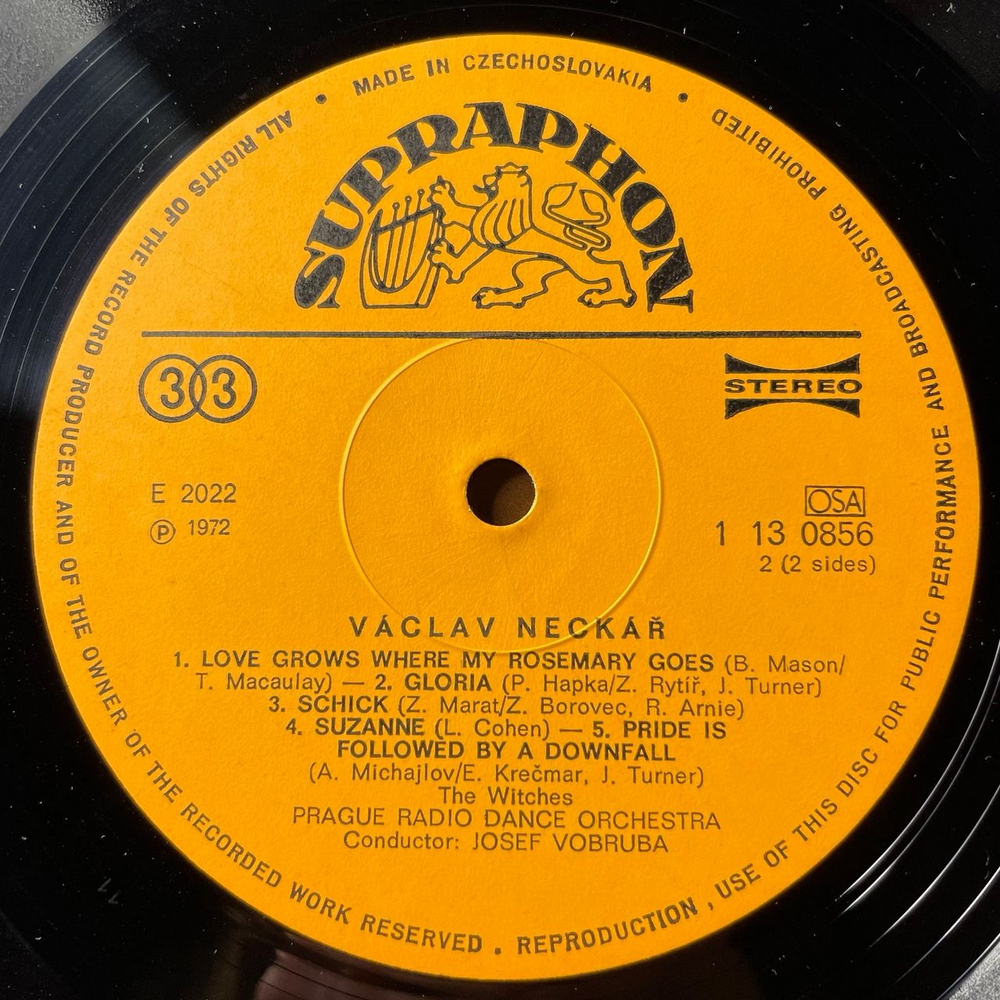 MADE IN CZECHOSLOVAKIA
ALL RIGHTS OF THE RECORD PRODUCER AND OF THE OWNER OF THE RECORDED WORK RESERVED . REPRODUCTION , USE OF THIS DISC FOR PUBLIC PERFORMANCE AND BROADCASTING PROHIBITED
SUPRAPHON
33
STEREO
E 2022
Ⓟ 1972
OSA
1 13 0856
2 (2 sides)
VÁCLAV NECKÁŘ
1. LOVE GROWS WHERE MY ROSEMARY GOES (B. Mason/
T. Macaulay) — 2. GLORIA (P. Hapka/Z. Rytíř, J. Turner)
3. SCHICK (Z. Marat/Z. Borovec, R. Arnie)
4. SUZANNE (L. Cohen) — 5. PRIDE IS
FOLLOWED BY A DOWNFALL
(A. Michajlov/E. Krečmar, J. Turner)
The Witches
PRAGUE RADIO DANCE ORCHESTRA
Conductor: JOSEF VOBRUBA